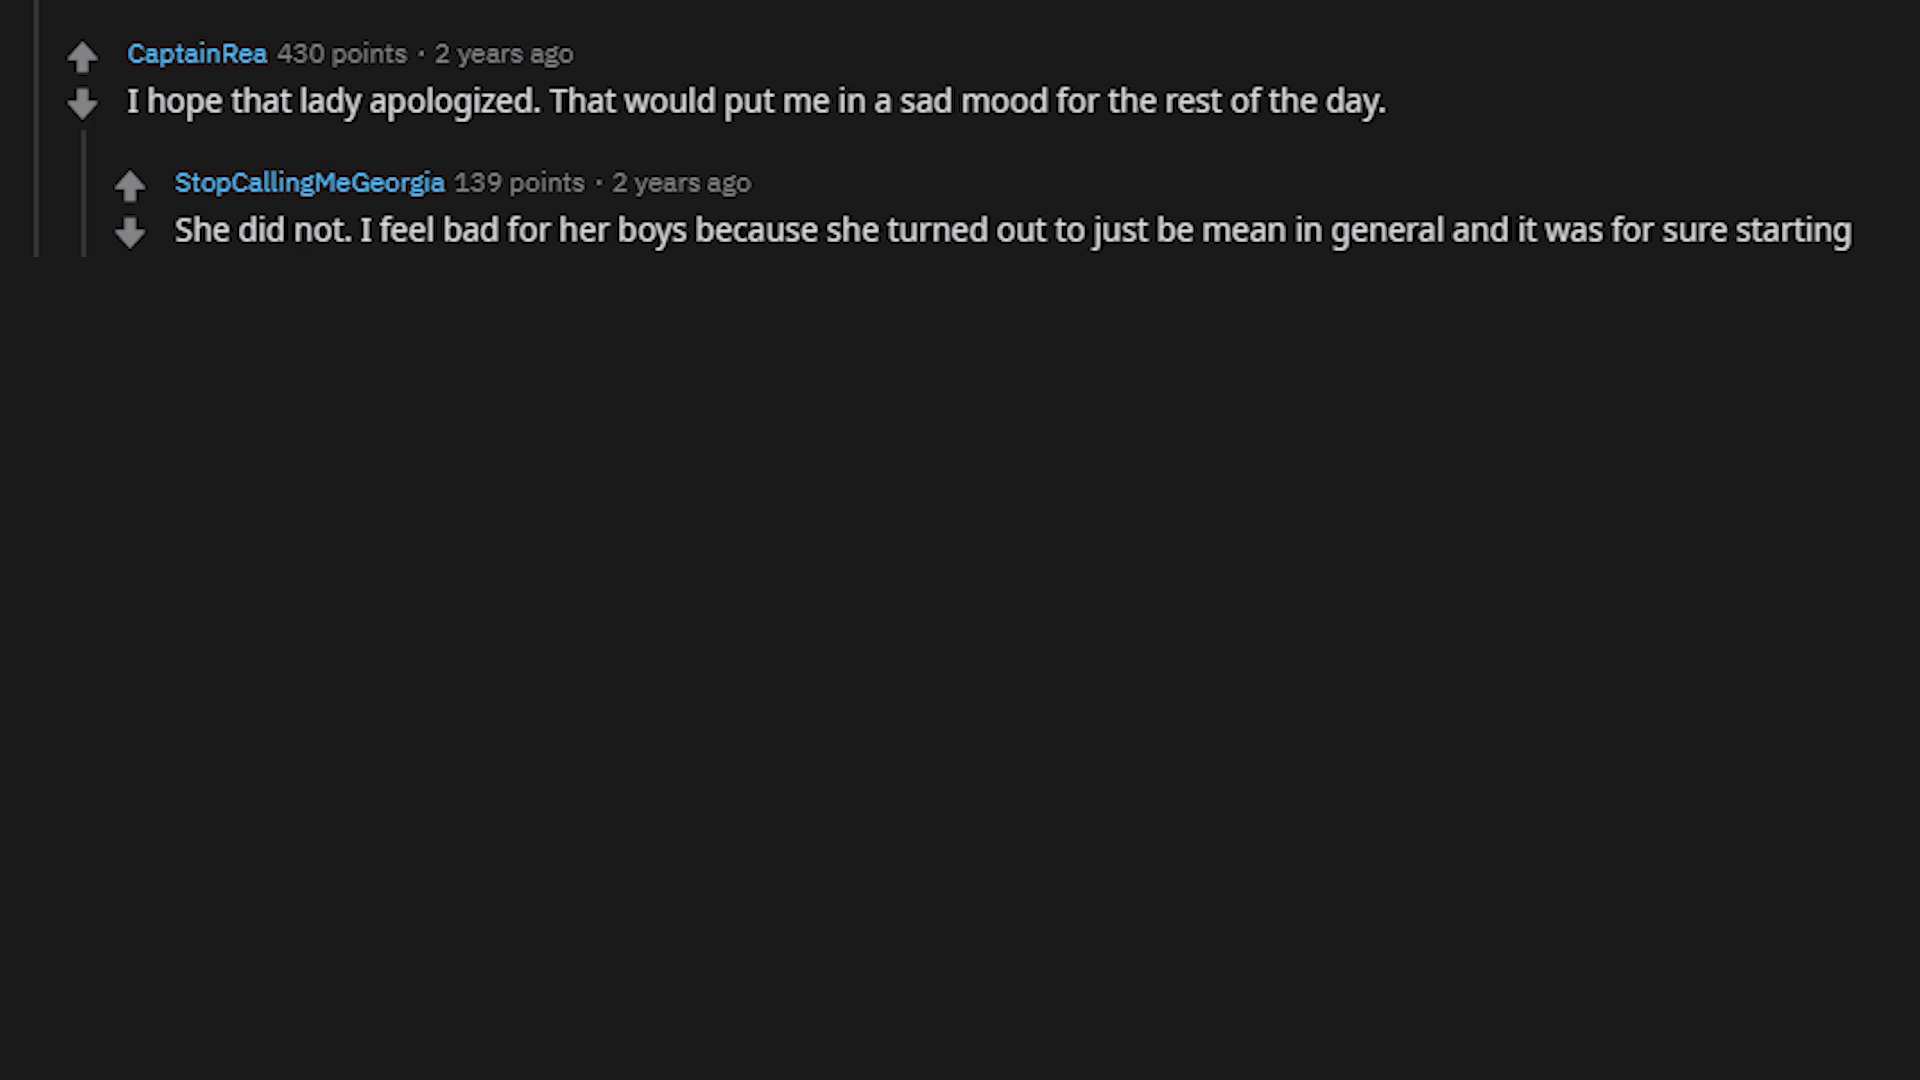 CaptainRea 430 points · 2 years ago
I hope that lady apologized. That would put me in a sad mood for the rest of the day.
StopCallingMeGeorgia 139 points · 2 years ago
She did not. I feel bad for her boys because she turned out to just be mean in general and it was for sure starting